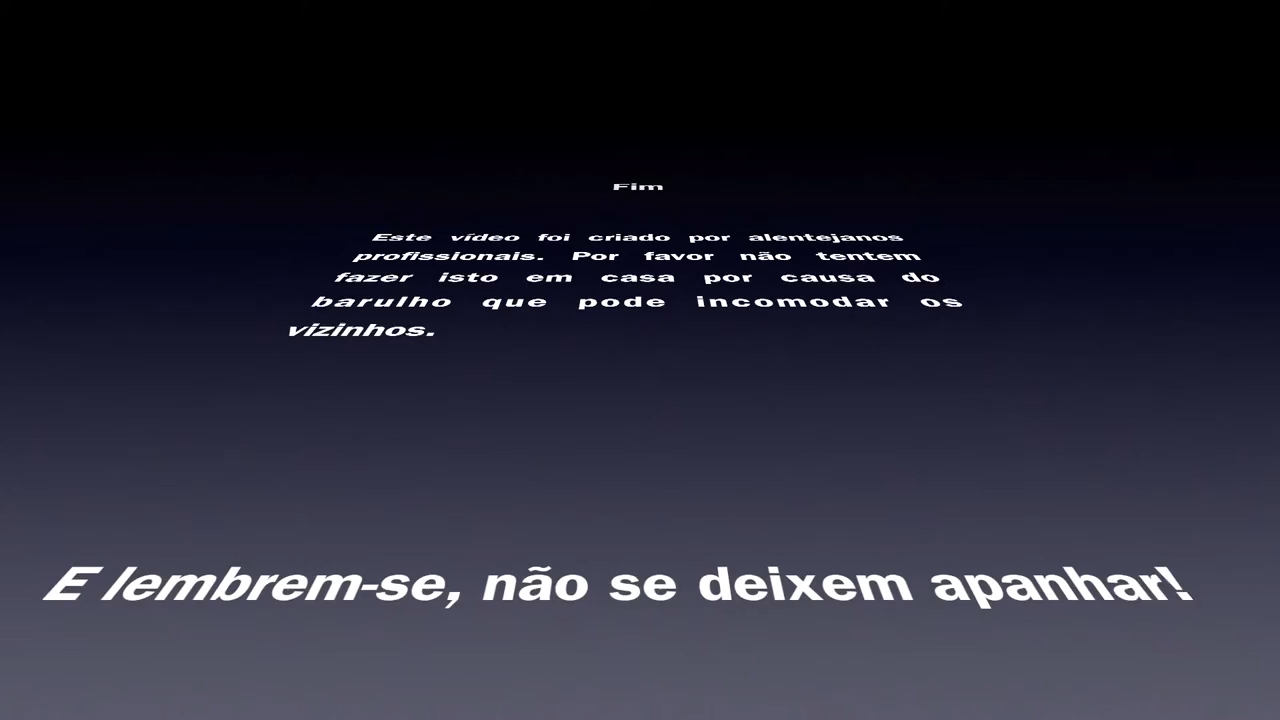 Fim
Este vídeo foi criado por alentejanos
profissionais. Por favor não tentem
fazer isto em casa por causa do
barulho que pode incomodar os
vizinhos.
E lembrem-se, não se deixem apanhar!